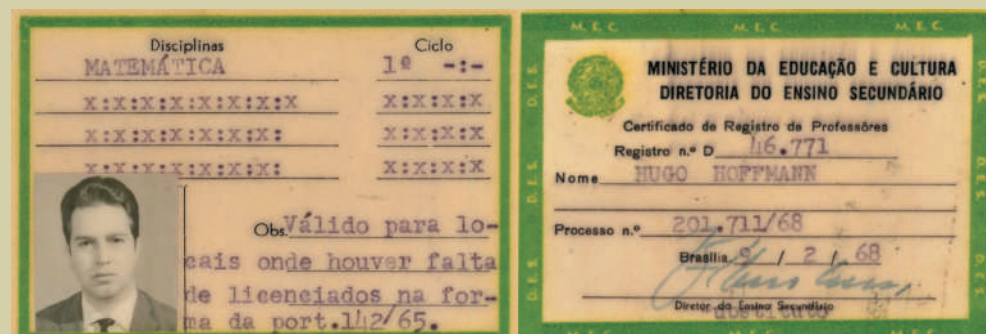 Disciplinas Ciclo
MATEMÁTICA 1º -:-
x:x:x:x:x:x:x:x x:x:x:x
x:x:x:x:x:x:x: x:x:x:x
x:x:x:x:x:x:x: x:x:x:x
Obs. Válido para lo-
cais onde houver falta
de licenciados na for-
ma da port.142/65.
M. E. C. M. E. C. M. E. C.
D. E. S. D. E. S.
MINISTÉRIO DA EDUCAÇÃO E CULTURA
DIRETORIA DO ENSINO SECUNDÁRIO
Certificado de Registro de Professôres
Registro n.º D 46.771
Nome HUGO HOFFMANN
Processo n.º 201.711/68
Brasília 9 / 2 / 68
Diretor do Ensino Secundário
D. E. S. D. E. S.
M. E. C. M. E. C. M. E. C.